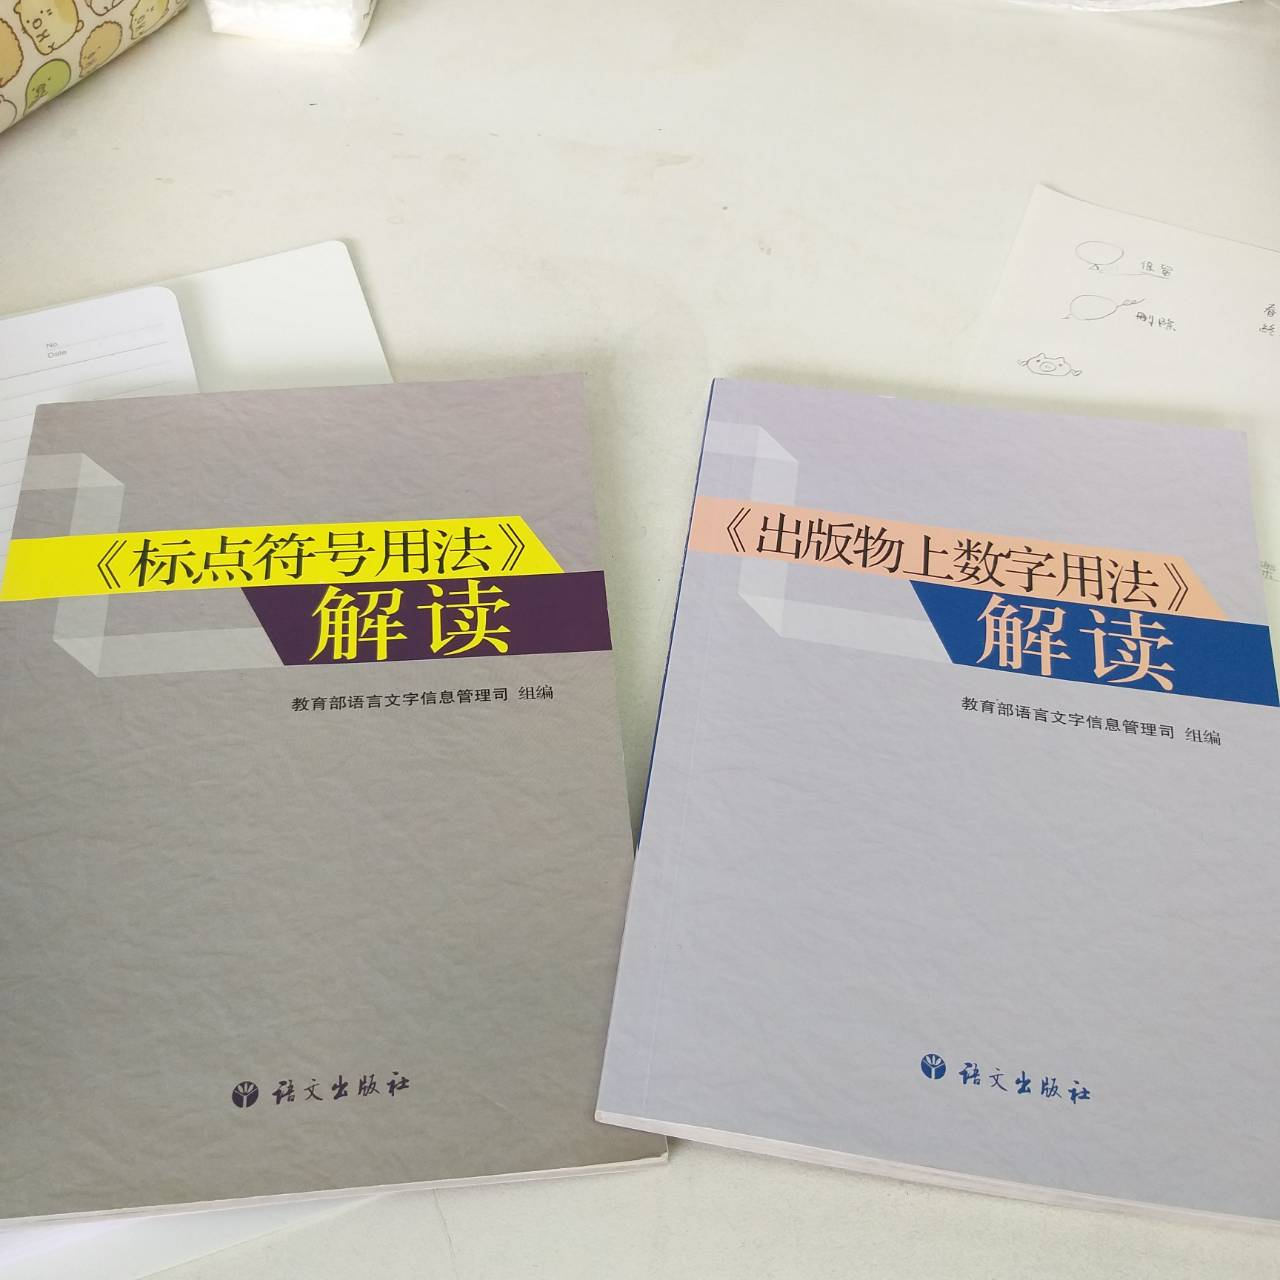 No.
Date
保留
删除
《标点符号用法》
解读
教育部语言文字信息管理司 组编
语文出版社
《出版物上数字用法》
解读
教育部语言文字信息管理司 组编
语文出版社